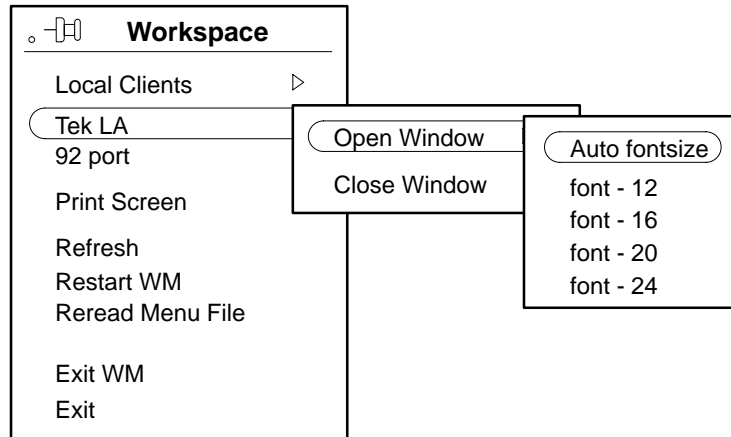 Workspace
Local Clients
Tek LA
92 port
Print Screen
Refresh
Restart WM
Reread Menu File
Exit WM
Exit
Open Window
Close Window
Auto fontsize
font - 12
font - 16
font - 20
font - 24